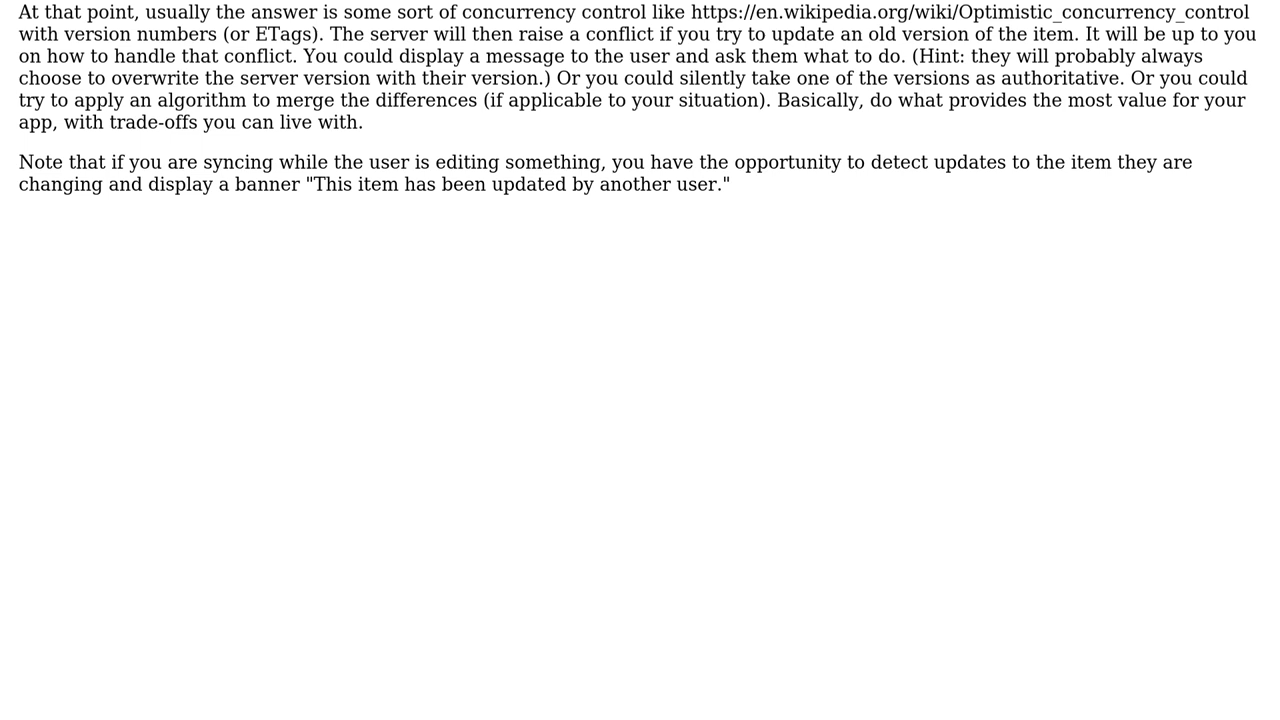 At that point, usually the answer is some sort of concurrency control like https://en.wikipedia.org/wiki/Optimistic_concurrency_control
with version numbers (or ETags). The server will then raise a conflict if you try to update an old version of the item. It will be up to you
on how to handle that conflict. You could display a message to the user and ask them what to do. (Hint: they will probably always
choose to overwrite the server version with their version.) Or you could silently take one of the versions as authoritative. Or you could
try to apply an algorithm to merge the differences (if applicable to your situation). Basically, do what provides the most value for your
app, with trade-offs you can live with.
Note that if you are syncing while the user is editing something, you have the opportunity to detect updates to the item they are
changing and display a banner "This item has been updated by another user."